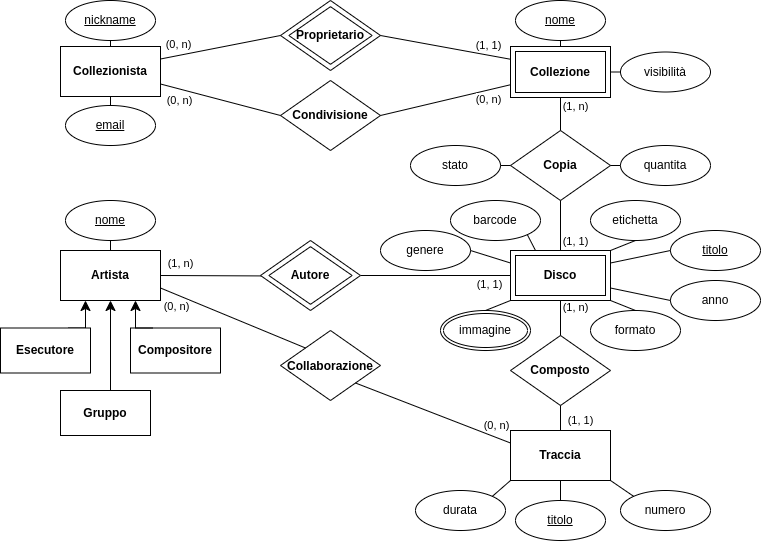 nickname
nome
(0, n)
Proprietario
(1, 1)
Collezionista
Collezione
visibilità
(0, n)
(0, n)
(1, n)
Condivisione
email
stato
Copia
quantita
nome
barcode
etichetta
(1, 1)
genere
titolo
(1, n)
Artista
Autore
(1, 1)
Disco
anno
(0, n)
(1, n)
immagine
formato
Esecutore
Compositore
Collaborazione
Composto
Gruppo
(0, n)
(1, 1)
Traccia
durata
titolo
numero